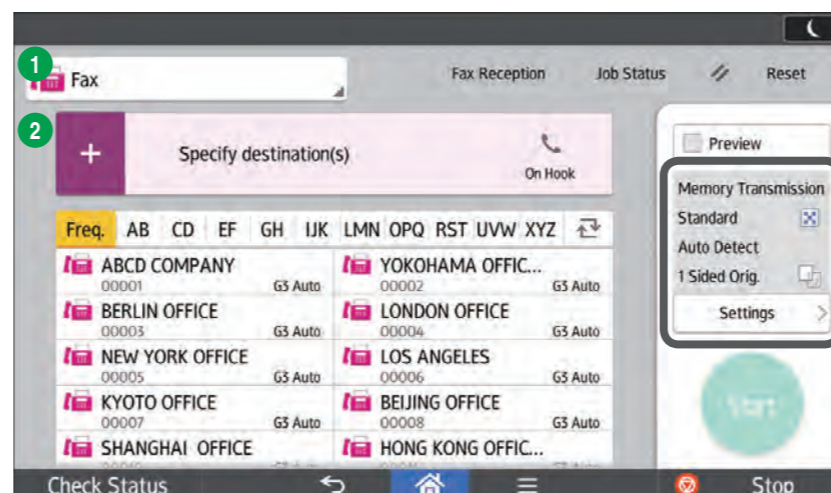 1
Fax
Fax Reception
Job Status
Reset
2
+
Specify destination(s)
On Hook
Preview
Memory Transmission
Standard
Auto Detect
1 Sided Orig.
Settings
Start
Freq. AB CD EF GH IJK LMN OPQ RST UVW XYZ
ABCD COMPANY
00001 G3 Auto
YOKOHAMA OFFIC...
00002 G3 Auto
BERLIN OFFICE
00003 G3 Auto
LONDON OFFICE
00004 G3 Auto
NEW YORK OFFICE
00005 G3 Auto
LOS ANGELES
00006 G3 Auto
KYOTO OFFICE
00007 G3 Auto
BEIJING OFFICE
00008 G3 Auto
SHANGHAI OFFICE
HONG KONG OFFIC...
Check Status
Stop